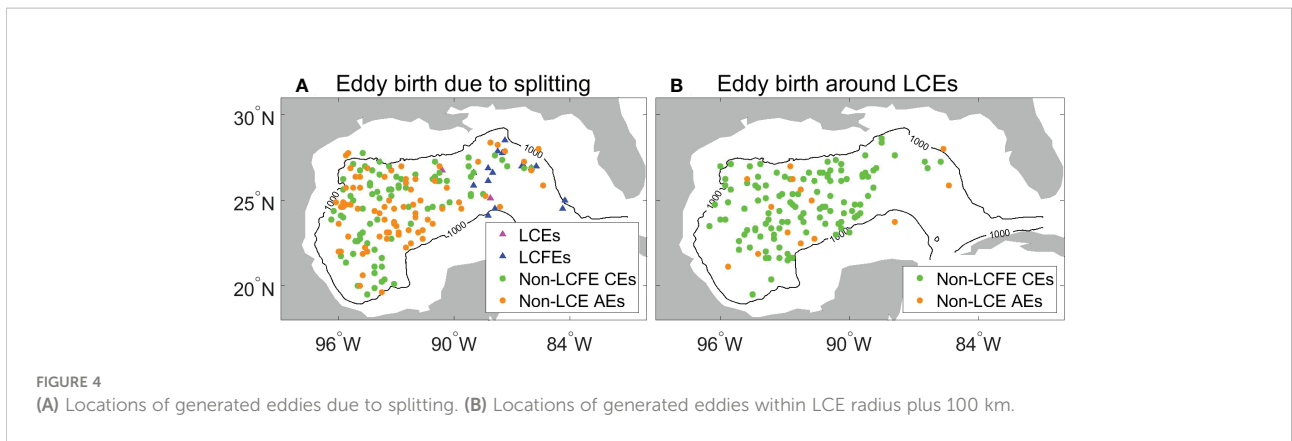 A Eddy birth due to splitting
B Eddy birth around LCEs
30°N
25°N
20°N
1000
1000
1000
1000
1000
1000
1000
LCEs
LCFEs
Non-LCFE CEs
Non-LCE AEs
Non-LCFE CEs
Non-LCE AEs
96°W
90°W
84°W
96°W
90°W
84°W
FIGURE 4
(A) Locations of generated eddies due to splitting. (B) Locations of generated eddies within LCE radius plus 100 km.